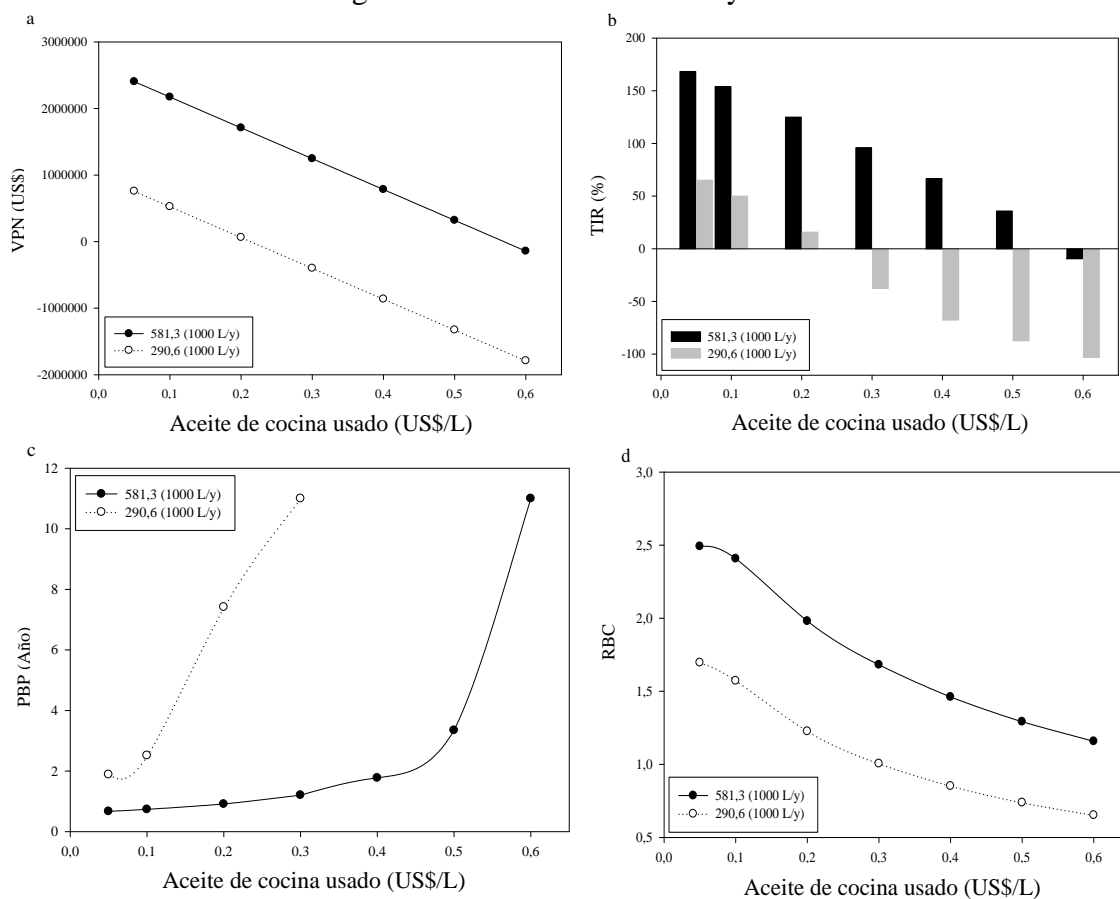 a
3000000
2000000
1000000
0
-1000000
-2000000
VPN (US$)
581,3 (1000 L/y)
290,6 (1000 L/y)
0,0 0,1 0,2 0,3 0,4 0,5 0,6
Aceite de cocina usado (US$/L)
b
200
150
100
50
0
-50
-100
TIR (%)
581,3 (1000 L/y)
290,6 (1000 L/y)
0,0 0,1 0,2 0,3 0,4 0,5 0,6
Aceite de cocina usado (US$/L)
c
12
10
8
6
4
2
0
PBP (Año)
581,3 (1000 L/y)
290,6 (1000 L/y)
0,0 0,1 0,2 0,3 0,4 0,5 0,6
Aceite de cocina usado (US$/L)
d
3,0
2,5
2,0
1,5
1,0
0,5
RBC
581,3 (1000 L/y)
290,6 (1000 L/y)
0,0 0,1 0,2 0,3 0,4 0,5 0,6
Aceite de cocina usado (US$/L)